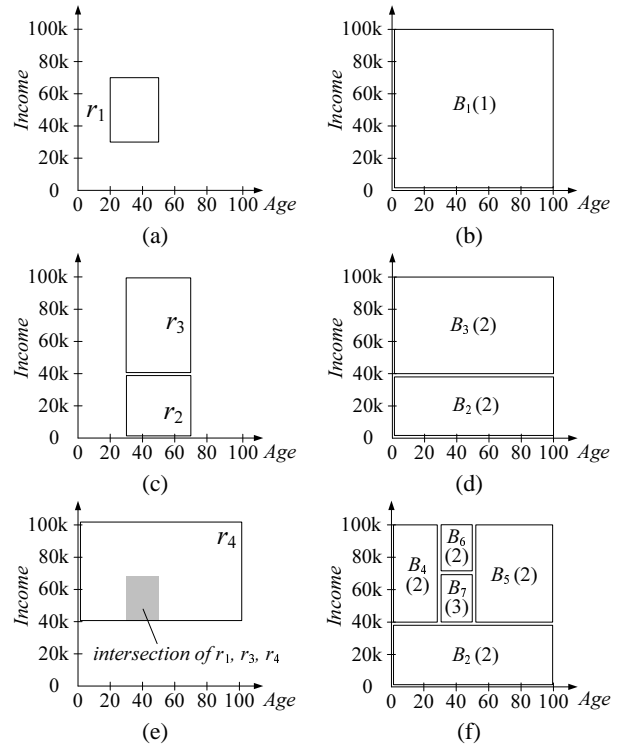 100k
80k
60k
40k
20k
0
Income
r1
0 20 40 60 80 100 Age
(a)
100k
80k
60k
40k
20k
0
Income
B1(1)
0 20 40 60 80 100 Age
(b)
100k
80k
60k
40k
20k
0
Income
r3
r2
0 20 40 60 80 100 Age
(c)
100k
80k
60k
40k
20k
0
Income
B3 (2)
B2 (2)
0 20 40 60 80 100 Age
(d)
100k
80k
60k
40k
20k
0
Income
r4
intersection of r1, r3, r4
0 20 40 60 80 100 Age
(e)
100k
80k
60k
40k
20k
0
Income
B4
(2)
B6
(2)
B7
(3)
B5 (2)
B2 (2)
0 20 40 60 80 100 Age
(f)